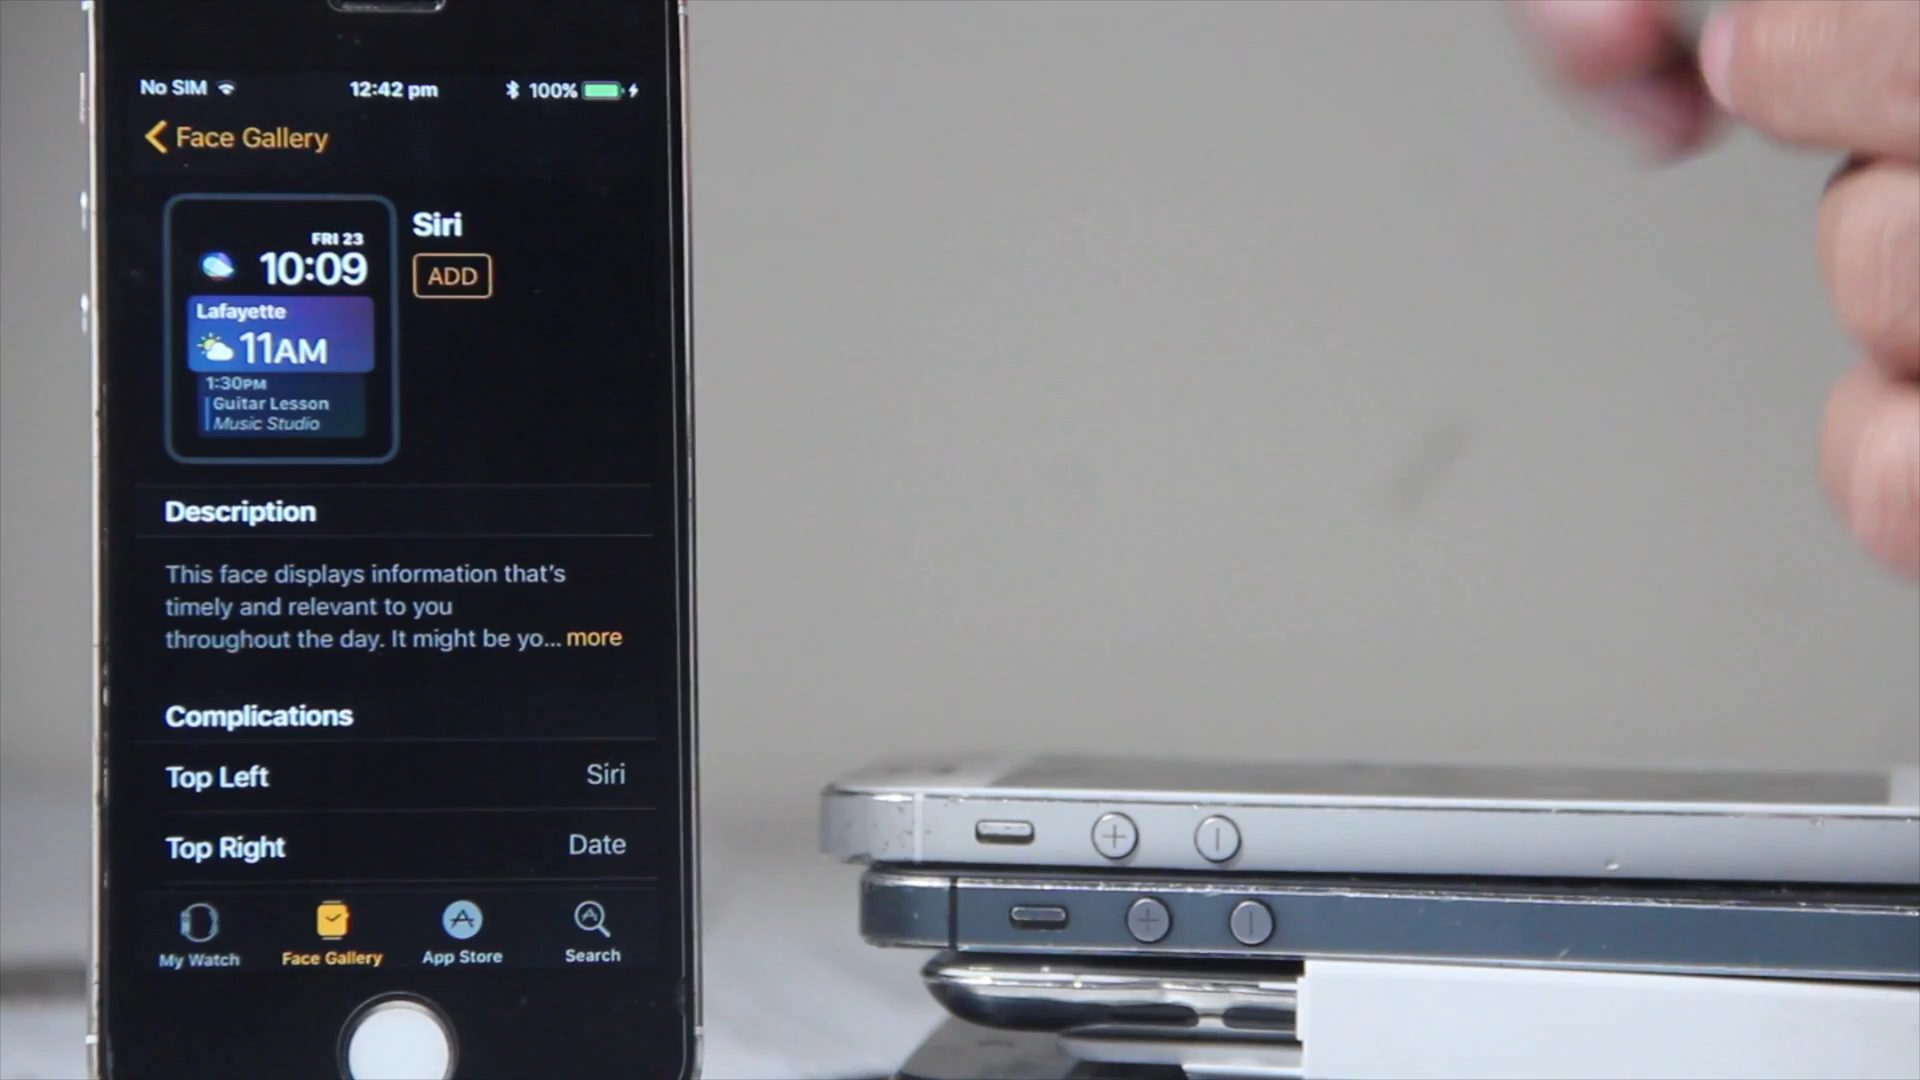 No SIM 12:42 pm 100%
Face Gallery
FRI 23
10:09
Lafayette
11AM
1:30PM
Guitar Lesson
Music Studio
Siri
ADD
Description
This face displays information that's
timely and relevant to you
throughout the day. It might be yo... more
Complications
Top Left Siri
Top Right Date
My Watch Face Gallery App Store Search